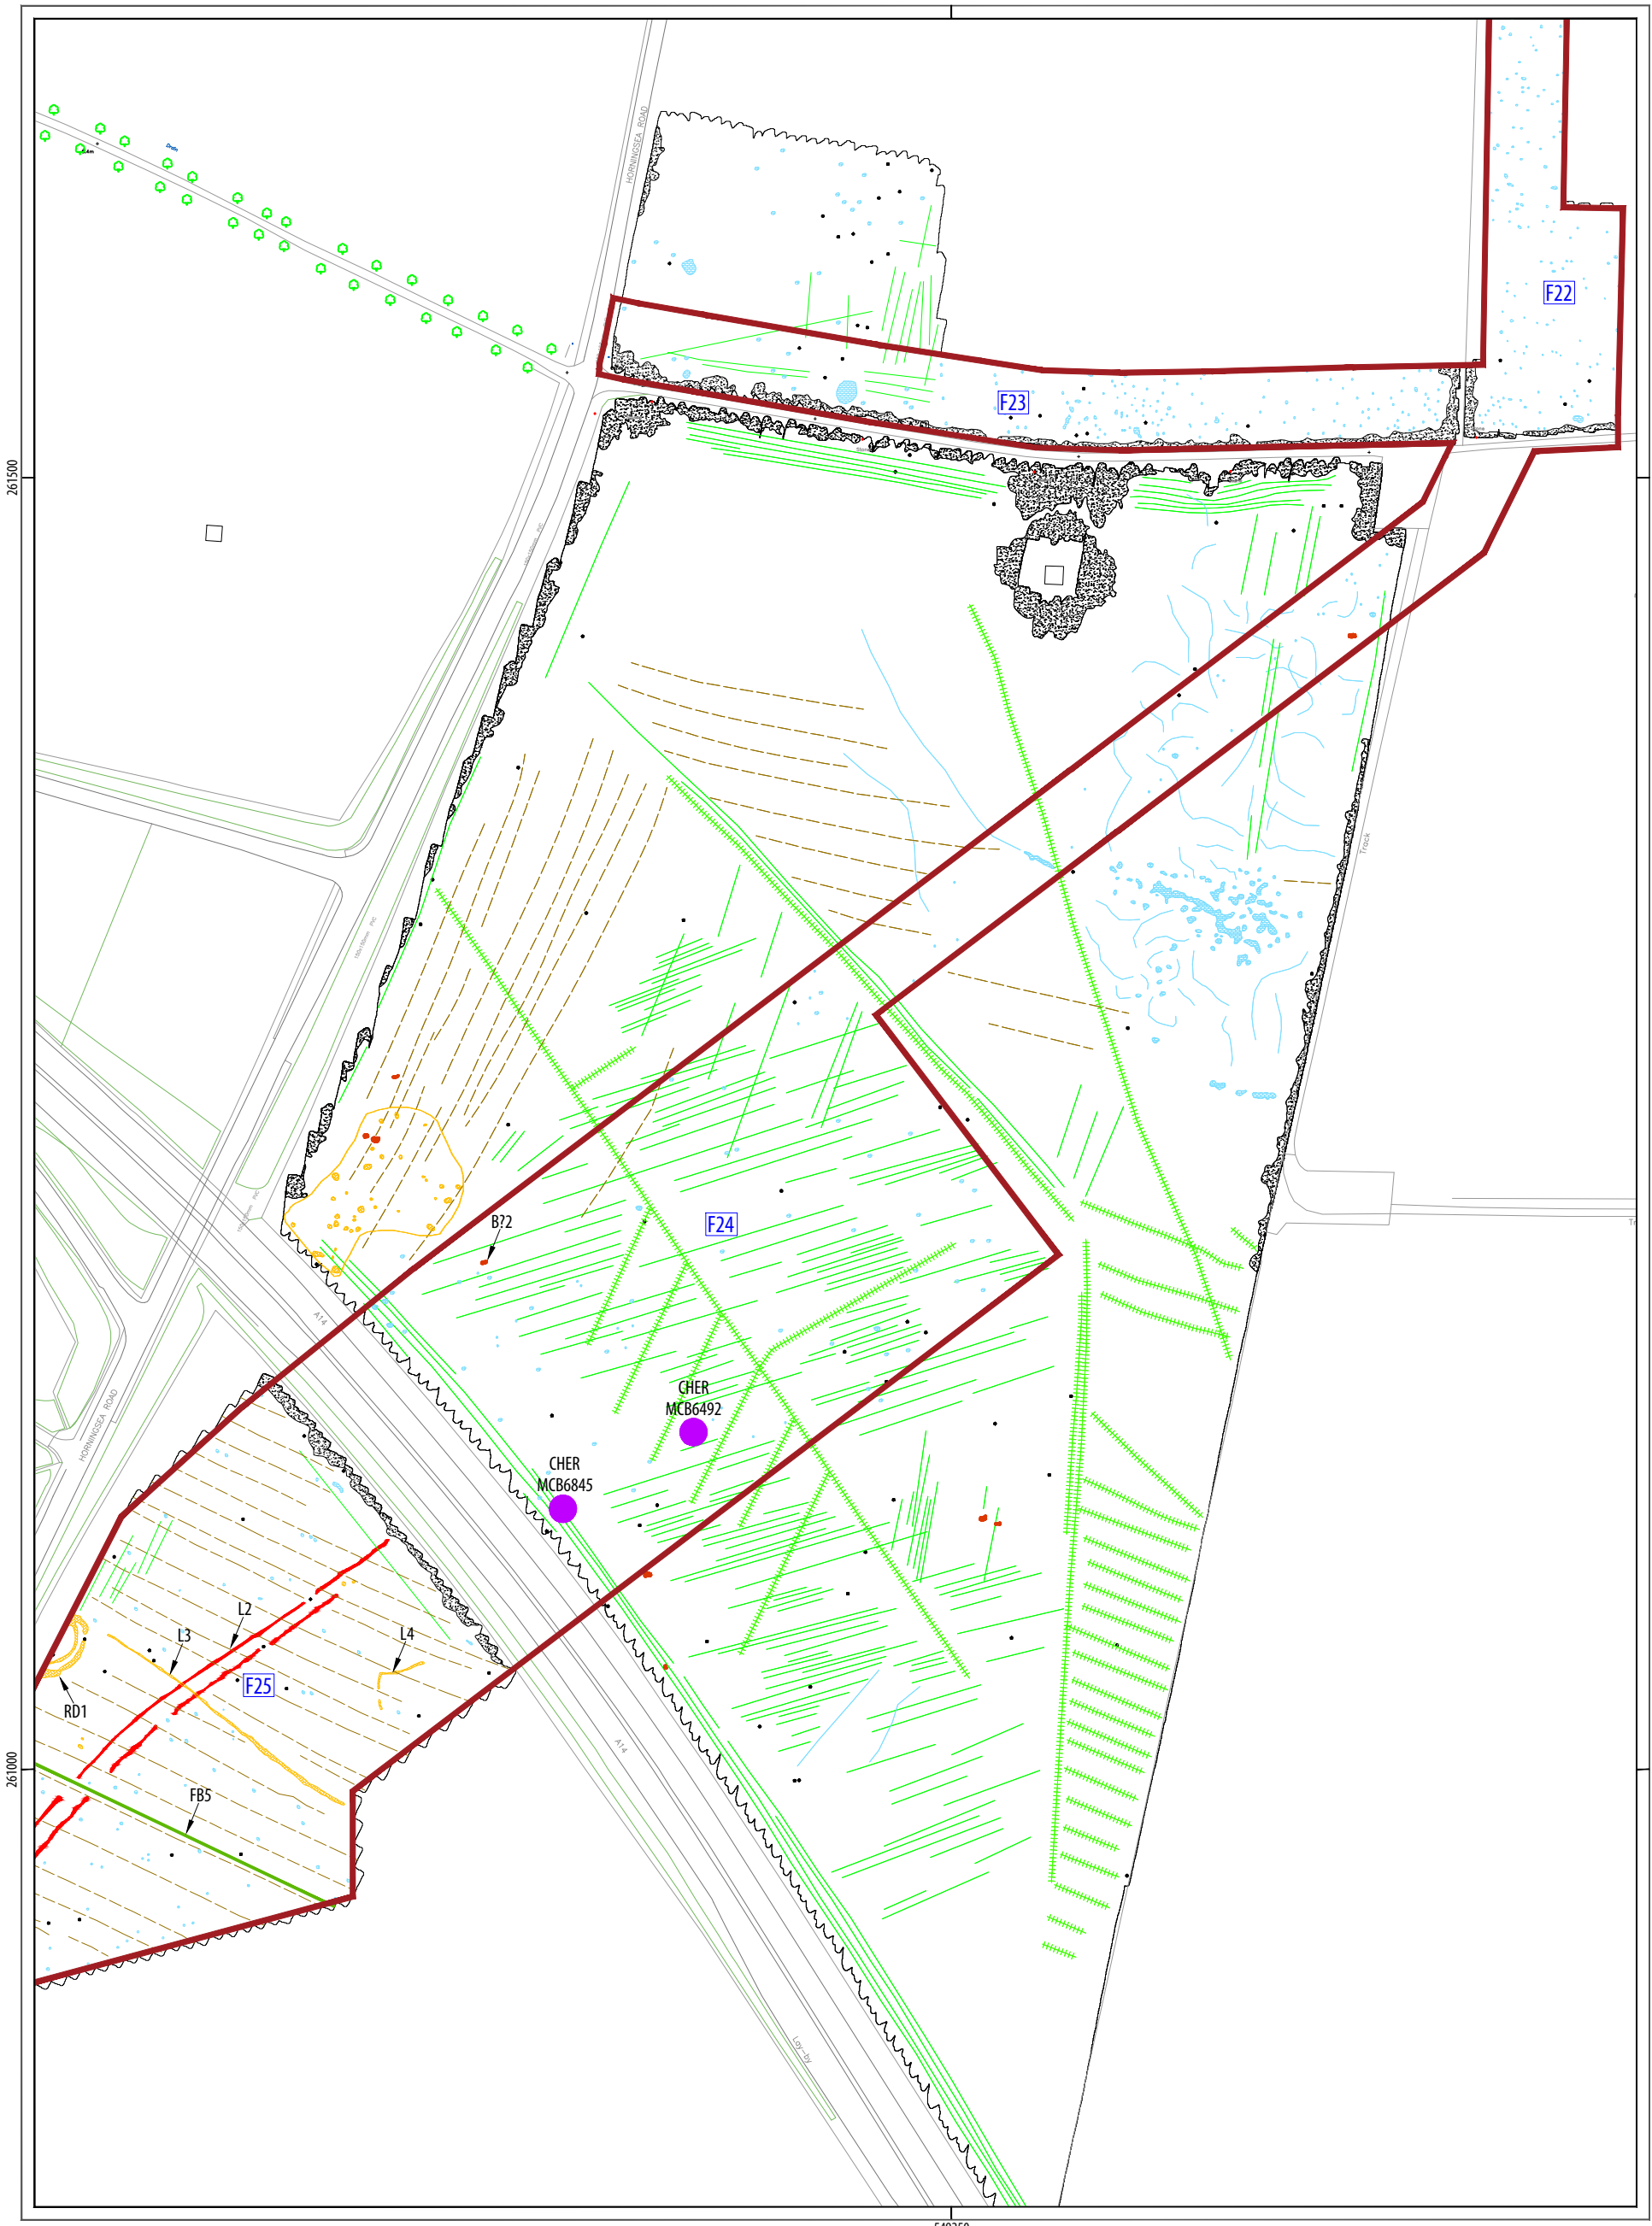 HORNINGSEA ROAD
Drain
F22
F23
261500
Track
B?2
F24
A14
CHER
MCB6492
CHER
MCB6845
HORNINGSEA ROAD
L2
L3
L4
F25
RD1
A14
261000
FB5
Lay-by